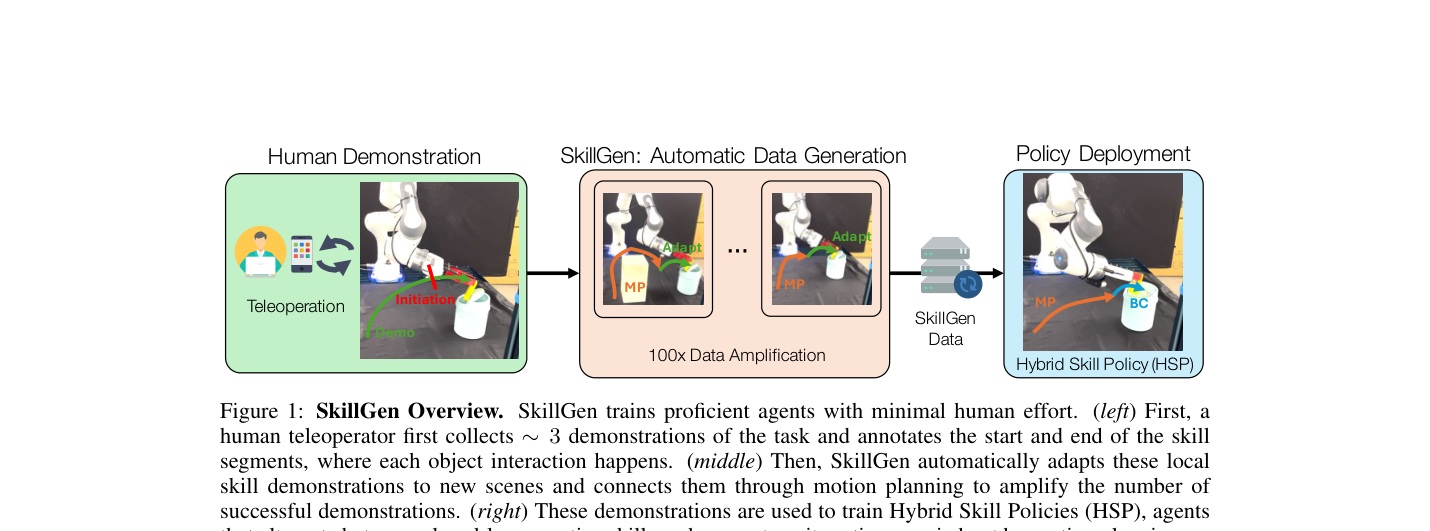 Human Demonstration
SkillGen: Automatic Data Generation
Policy Deployment
Teleoperation
Initiation
Demo
MP
Adapt
...
MP
Adapt
100x Data Amplification
SkillGen
Data
MP
BC
Hybrid Skill Policy (HSP)
Figure 1: SkillGen Overview. SkillGen trains proficient agents with minimal human effort. (left) First, a
human teleoperator first collects ∼ 3 demonstrations of the task and annotates the start and end of the skill
segments, where each object interaction happens. (middle) Then, SkillGen automatically adapts these local
skill demonstrations to new scenes and connects them through motion planning to amplify the number of
successful demonstrations. (right) These demonstrations are used to train Hybrid Skill Policies (HSP), agents